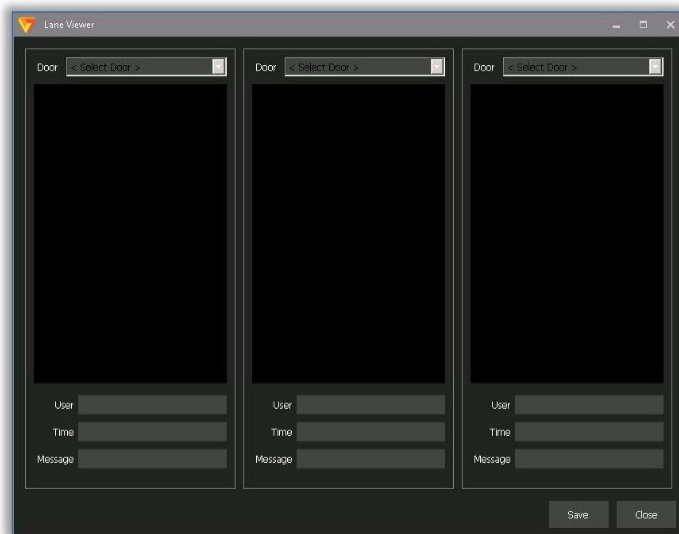 Lane Viewer
Door < Select Door > Door < Select Door > Door < Select Door >
User User User
Time Time Time
Message Message Message
Save Close